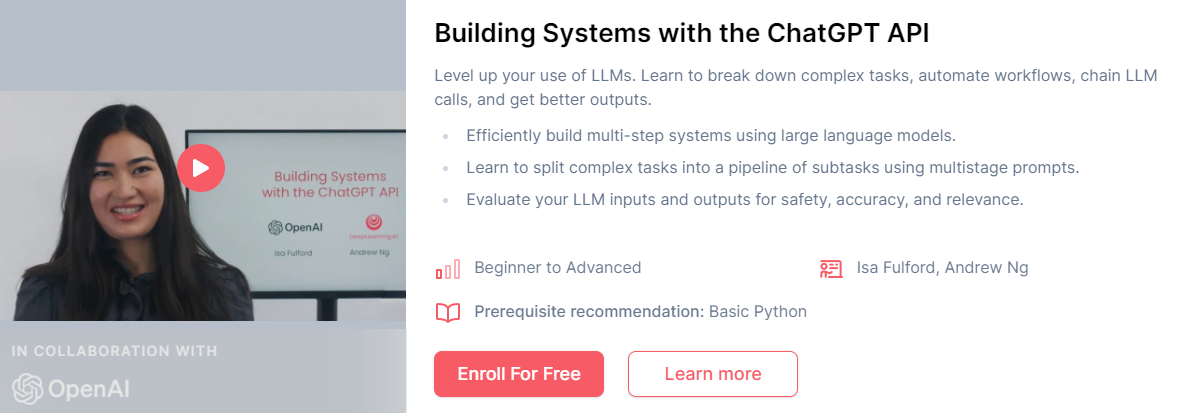 Building Systems with the ChatGPT API
Level up your use of LLMs. Learn to break down complex tasks, automate workflows, chain LLM
calls, and get better outputs.
Efficiently build multi-step systems using large language models.
Learn to split complex tasks into a pipeline of subtasks using multistage prompts.
Evaluate your LLM inputs and outputs for safety, accuracy, and relevance.
Beginner to Advanced
Isa Fulford, Andrew Ng
Prerequisite recommendation: Basic Python
Enroll For Free
Learn more
Building Systems
with the ChatGPT API
OpenAI
DeepLearning.AI
Isa Fulford
Andrew Ng
IN COLLABORATION WITH
OpenAI